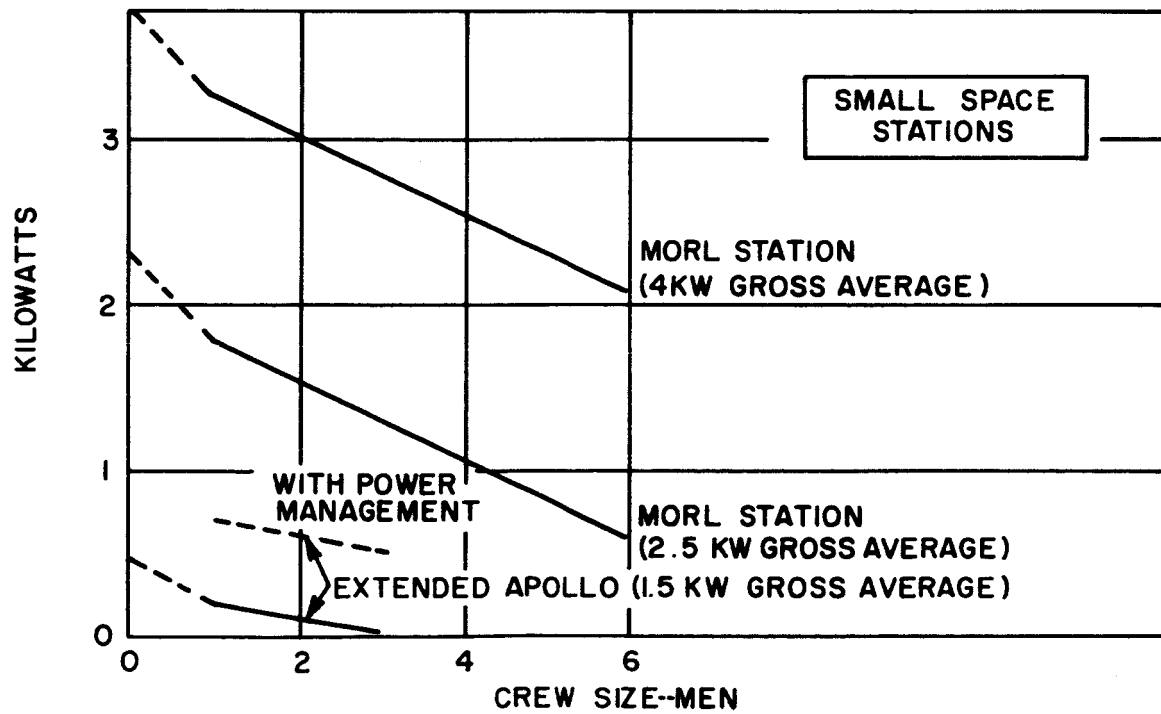 SMALL SPACE
STATIONS
3
2
1
0
KILOWATTS
MORL STATION
(4KW GROSS AVERAGE)
WITH POWER
MANAGEMENT
MORL STATION
(2.5 KW GROSS AVERAGE)
EXTENDED APOLLO (1.5 KW GROSS AVERAGE)
0 2 4 6
CREW SIZE--MEN